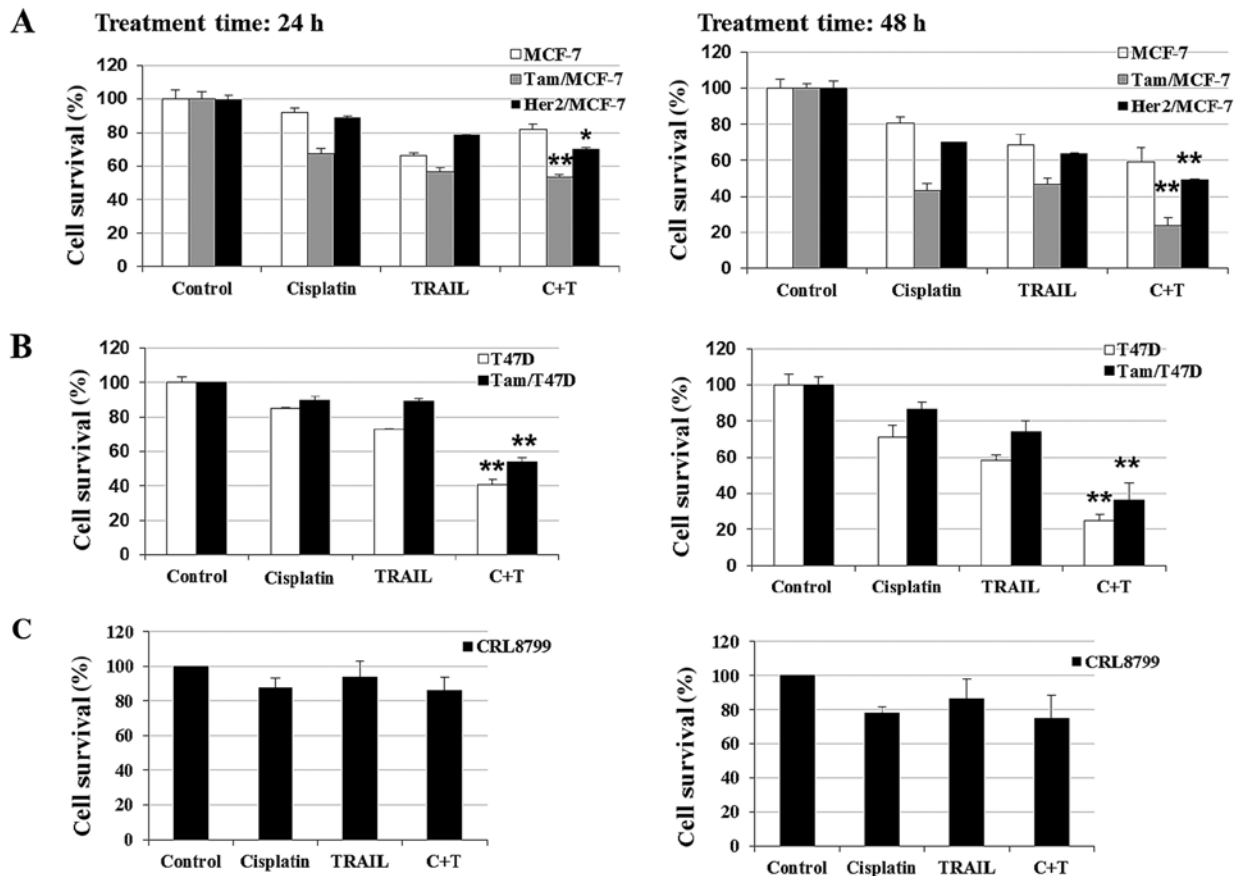 A
Treatment time: 24 h
Cell survival (%)
120
100
80
60
40
20
0
MCF-7
Tam/MCF-7
Her2/MCF-7
**
*
Control Cisplatin TRAIL C+T
Treatment time: 48 h
Cell survival (%)
120
100
80
60
40
20
0
MCF-7
Tam/MCF-7
Her2/MCF-7
**
**
Control Cisplatin TRAIL C+T
B
Cell survival (%)
120
100
80
60
40
20
0
T47D
Tam/T47D
**
**
Control Cisplatin TRAIL C+T
Cell survival (%)
120
100
80
60
40
20
0
T47D
Tam/T47D
**
**
Control Cisplatin TRAIL C+T
C
Cell survival (%)
120
100
80
60
40
20
0
CRL8799
Control Cisplatin TRAIL C+T
Cell survival (%)
120
100
80
60
40
20
0
CRL8799
Control Cisplatin TRAIL C+T